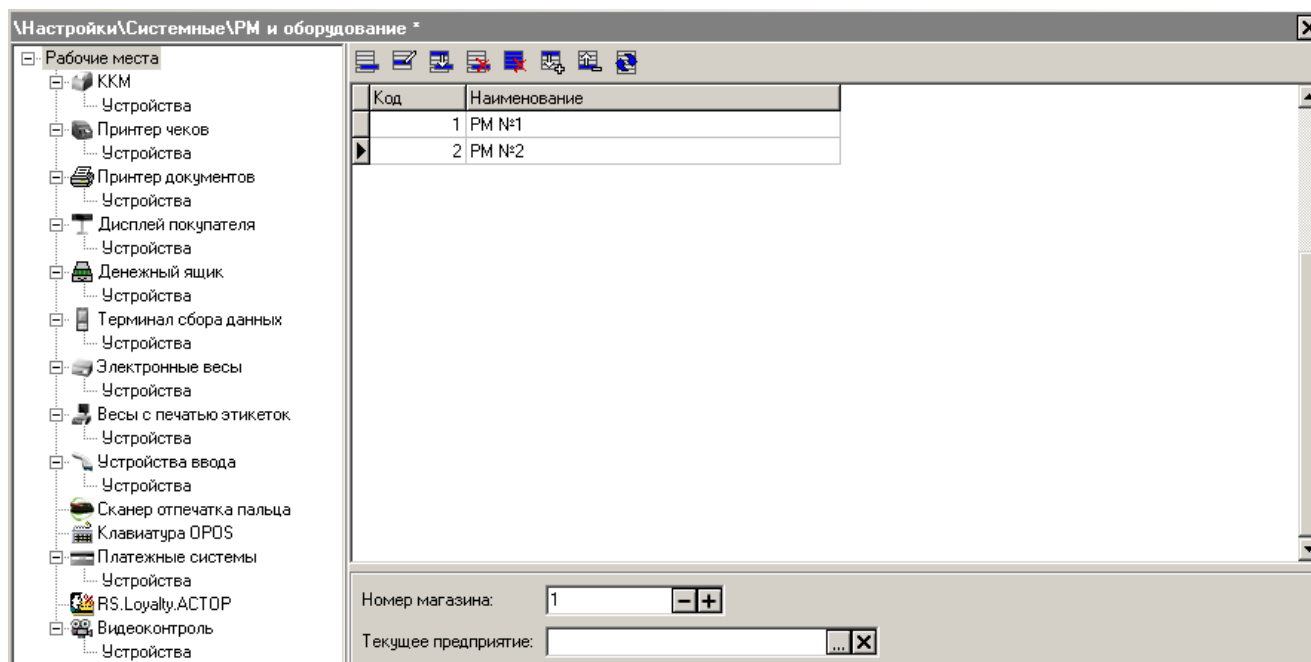 \Настройки\Системные\РМ и оборудование *
Рабочие места
ККМ
Устройства
Принтер чеков
Устройства
Принтер документов
Устройства
Дисплей покупателя
Устройства
Денежный ящик
Устройства
Терминал сбора данных
Устройства
Электронные весы
Устройства
Весы с печатью этикеток
Устройства
Устройства ввода
Устройства
Сканер отпечатка пальца
Клавиатура OPOS
Платежные системы
Устройства
RS.Loyalty.АСТОР
Видеоконтроль
Устройства
Код Наименование
1 РМ №1
2 РМ №2
Номер магазина: 1
Текущее предприятие: ...